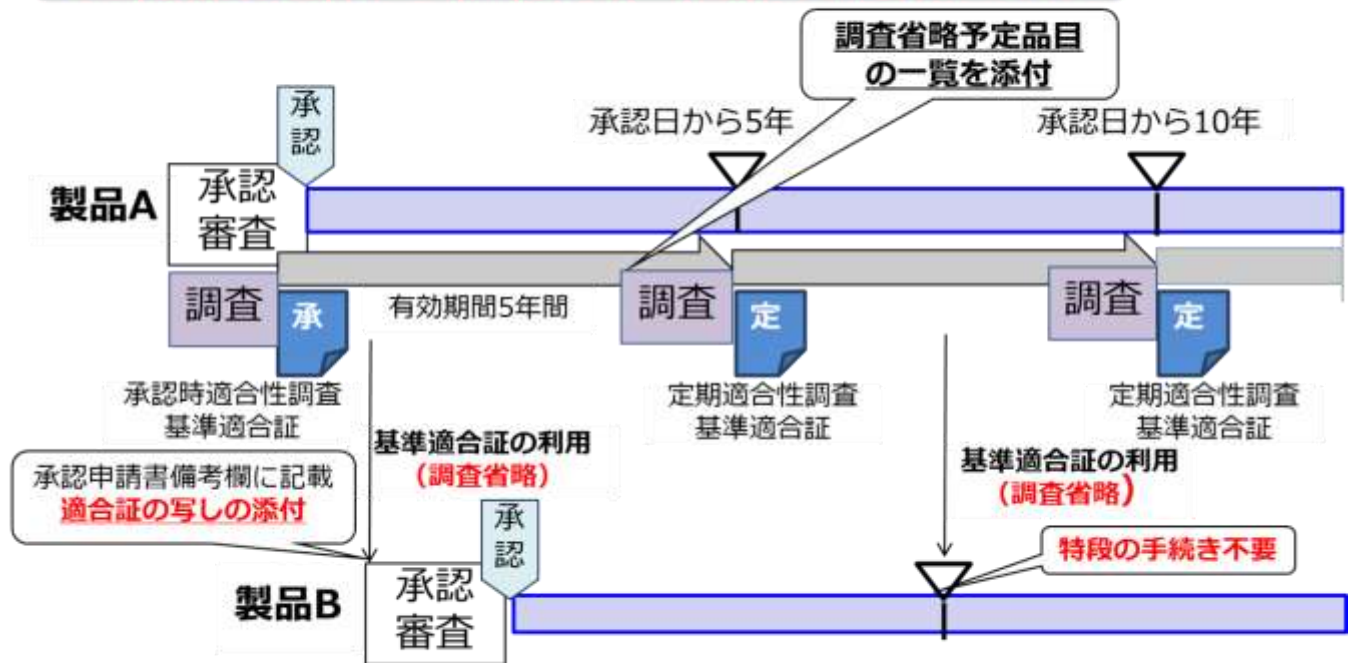 調査省略予定品目
の一覧を添付
承
認
承認日から5年
承認日から10年
製品A
承認
審査
調査
承
有効期間5年間
調査
定
調査
定
承認時適合性調査
基準適合証
定期適合性調査
基準適合証
定期適合性調査
基準適合証
基準適合証の利用
(調査省略)
基準適合証の利用
(調査省略)
承認申請書備考欄に記載
適合証の写しの添付
承
認
特段の手続き不要
製品B
承認
審査